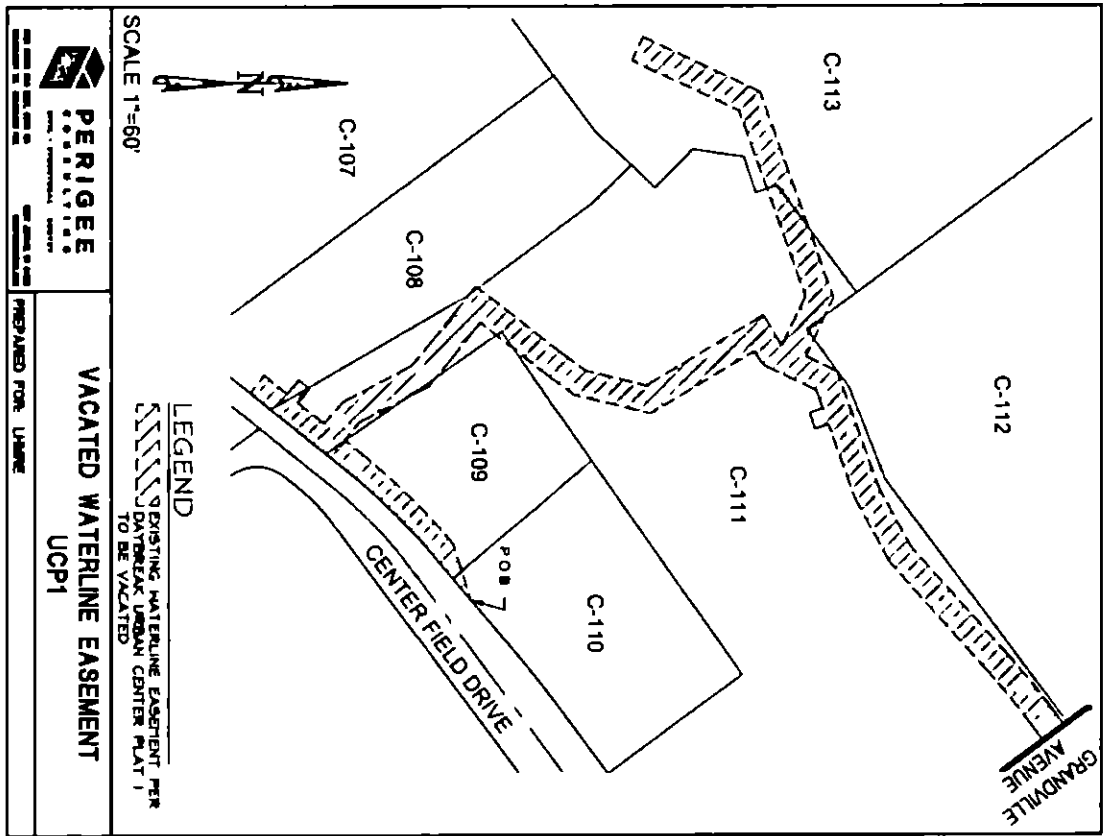 C-113
C-112
C-107
C-108
C-111
C-109
C-110
P O B
GRANDVILLE
AVENUE
CENTER FIELD DRIVE
N
SCALE 1"=60'
LEGEND
EXISTING WATERLINE EASEMENT PER
DAYBREAK URBAN CENTER PLAT 1
TO BE VACATED
PERIGEE
CONSULTING
VACATED WATERLINE EASEMENT
UCP1
PREPARED FOR: